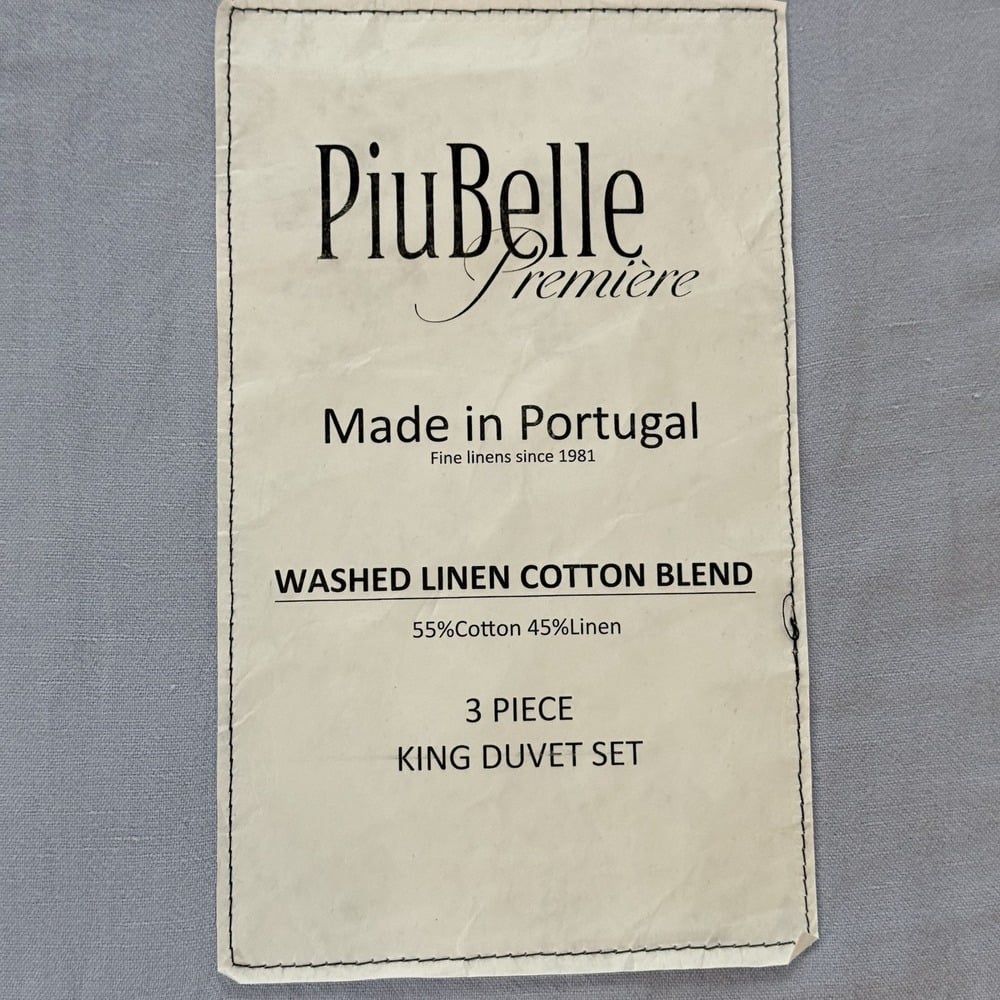 PiuBelle
Première
Made in Portugal
Fine linens since 1981
WASHED LINEN COTTON BLEND
55%Cotton 45%Linen
3 PIECE
KING DUVET SET